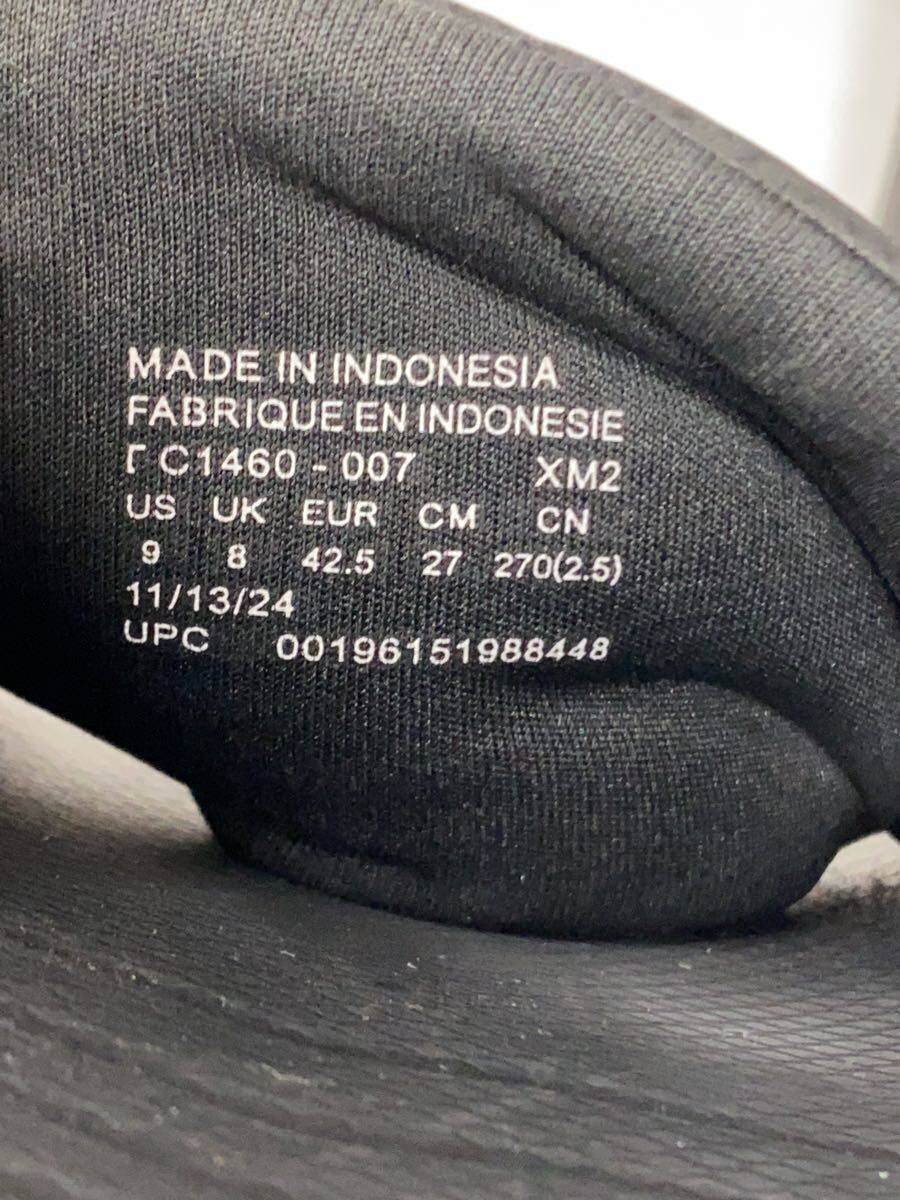 MADE IN INDONESIA
FABRIQUE EN INDONESIE
C1460 - 007 XM2
US UK EUR CM CN
9 8 42.5 27 270(2.5)
11/13/24
UPC 00196151988448